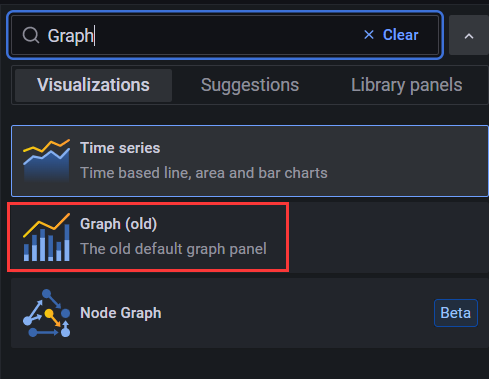 Graph
Clear
Visualizations
Suggestions
Library panels
Time series
Time based line, area and bar charts
Graph (old)
The old default graph panel
Node Graph
Beta